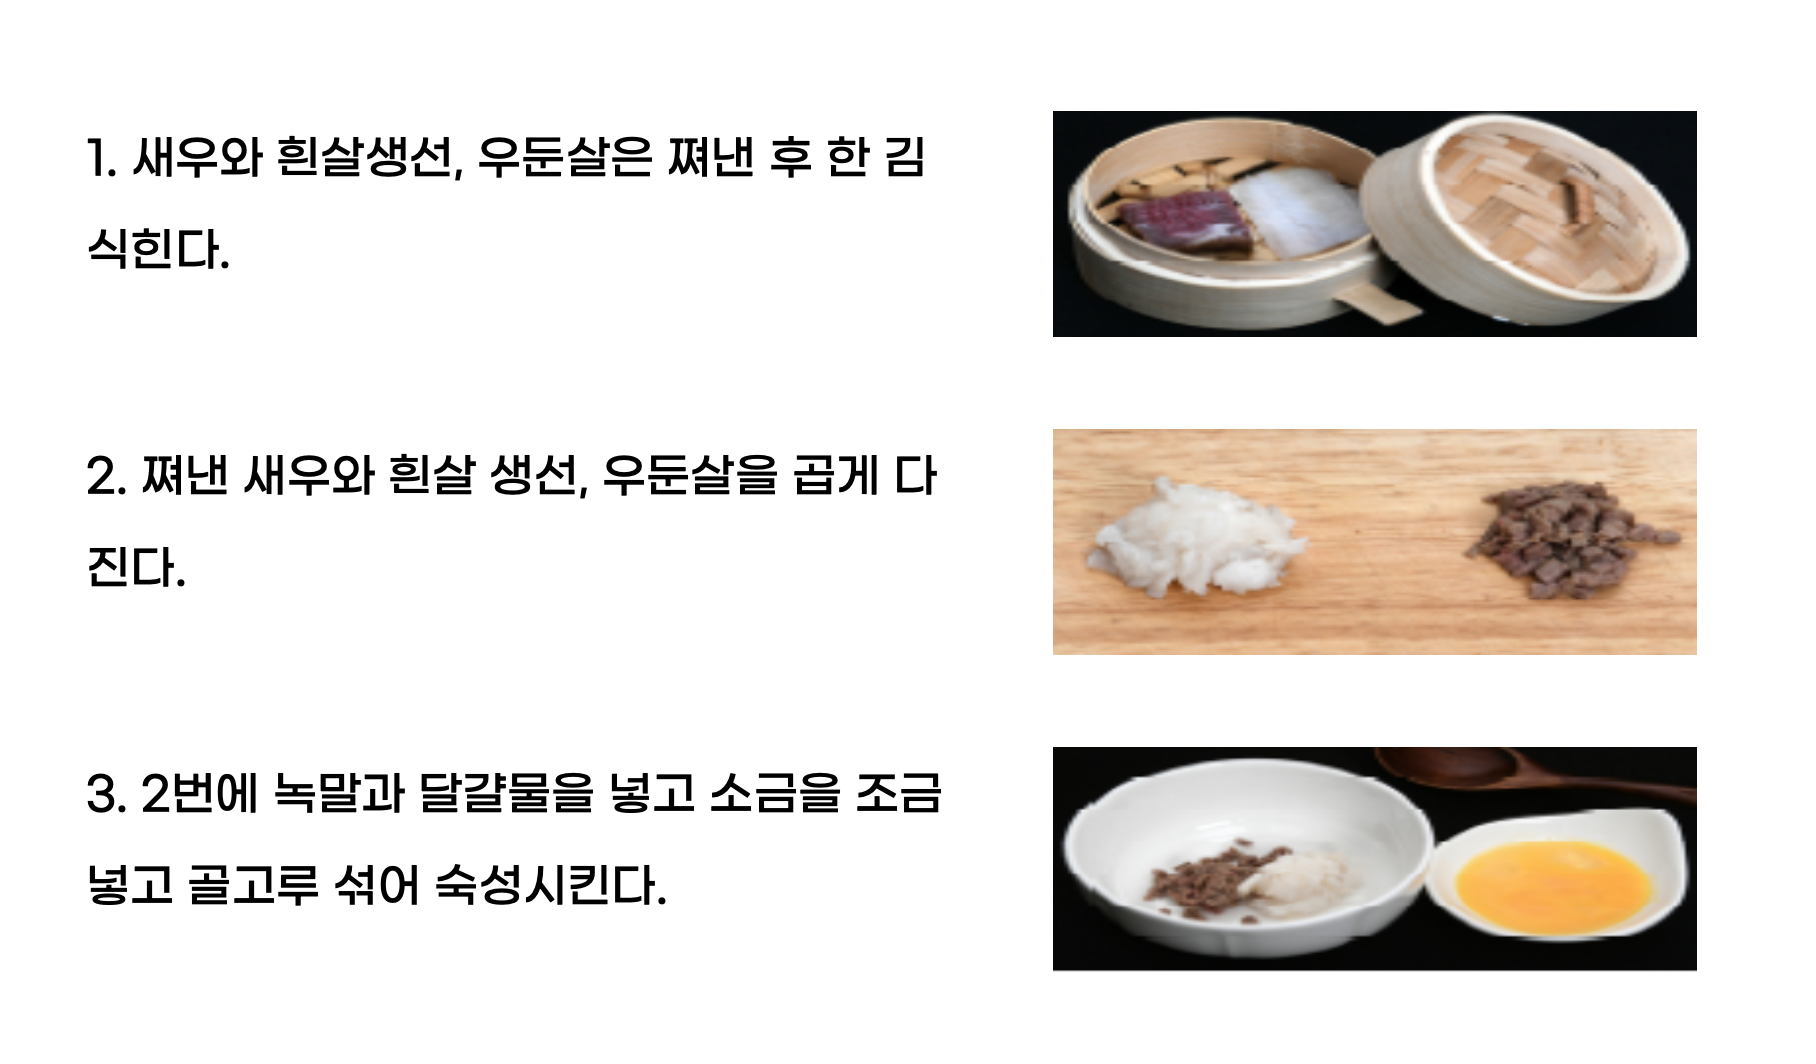 1. 새우와 흰살생선, 우둔살은 쪄낸 후 한 김
식힌다.
2. 쪄낸 새우와 흰살 생선, 우둔살을 곱게 다
진다.
3. 2번에 녹말과 달걀물을 넣고 소금을 조금
넣고 골고루 섞어 숙성시킨다.